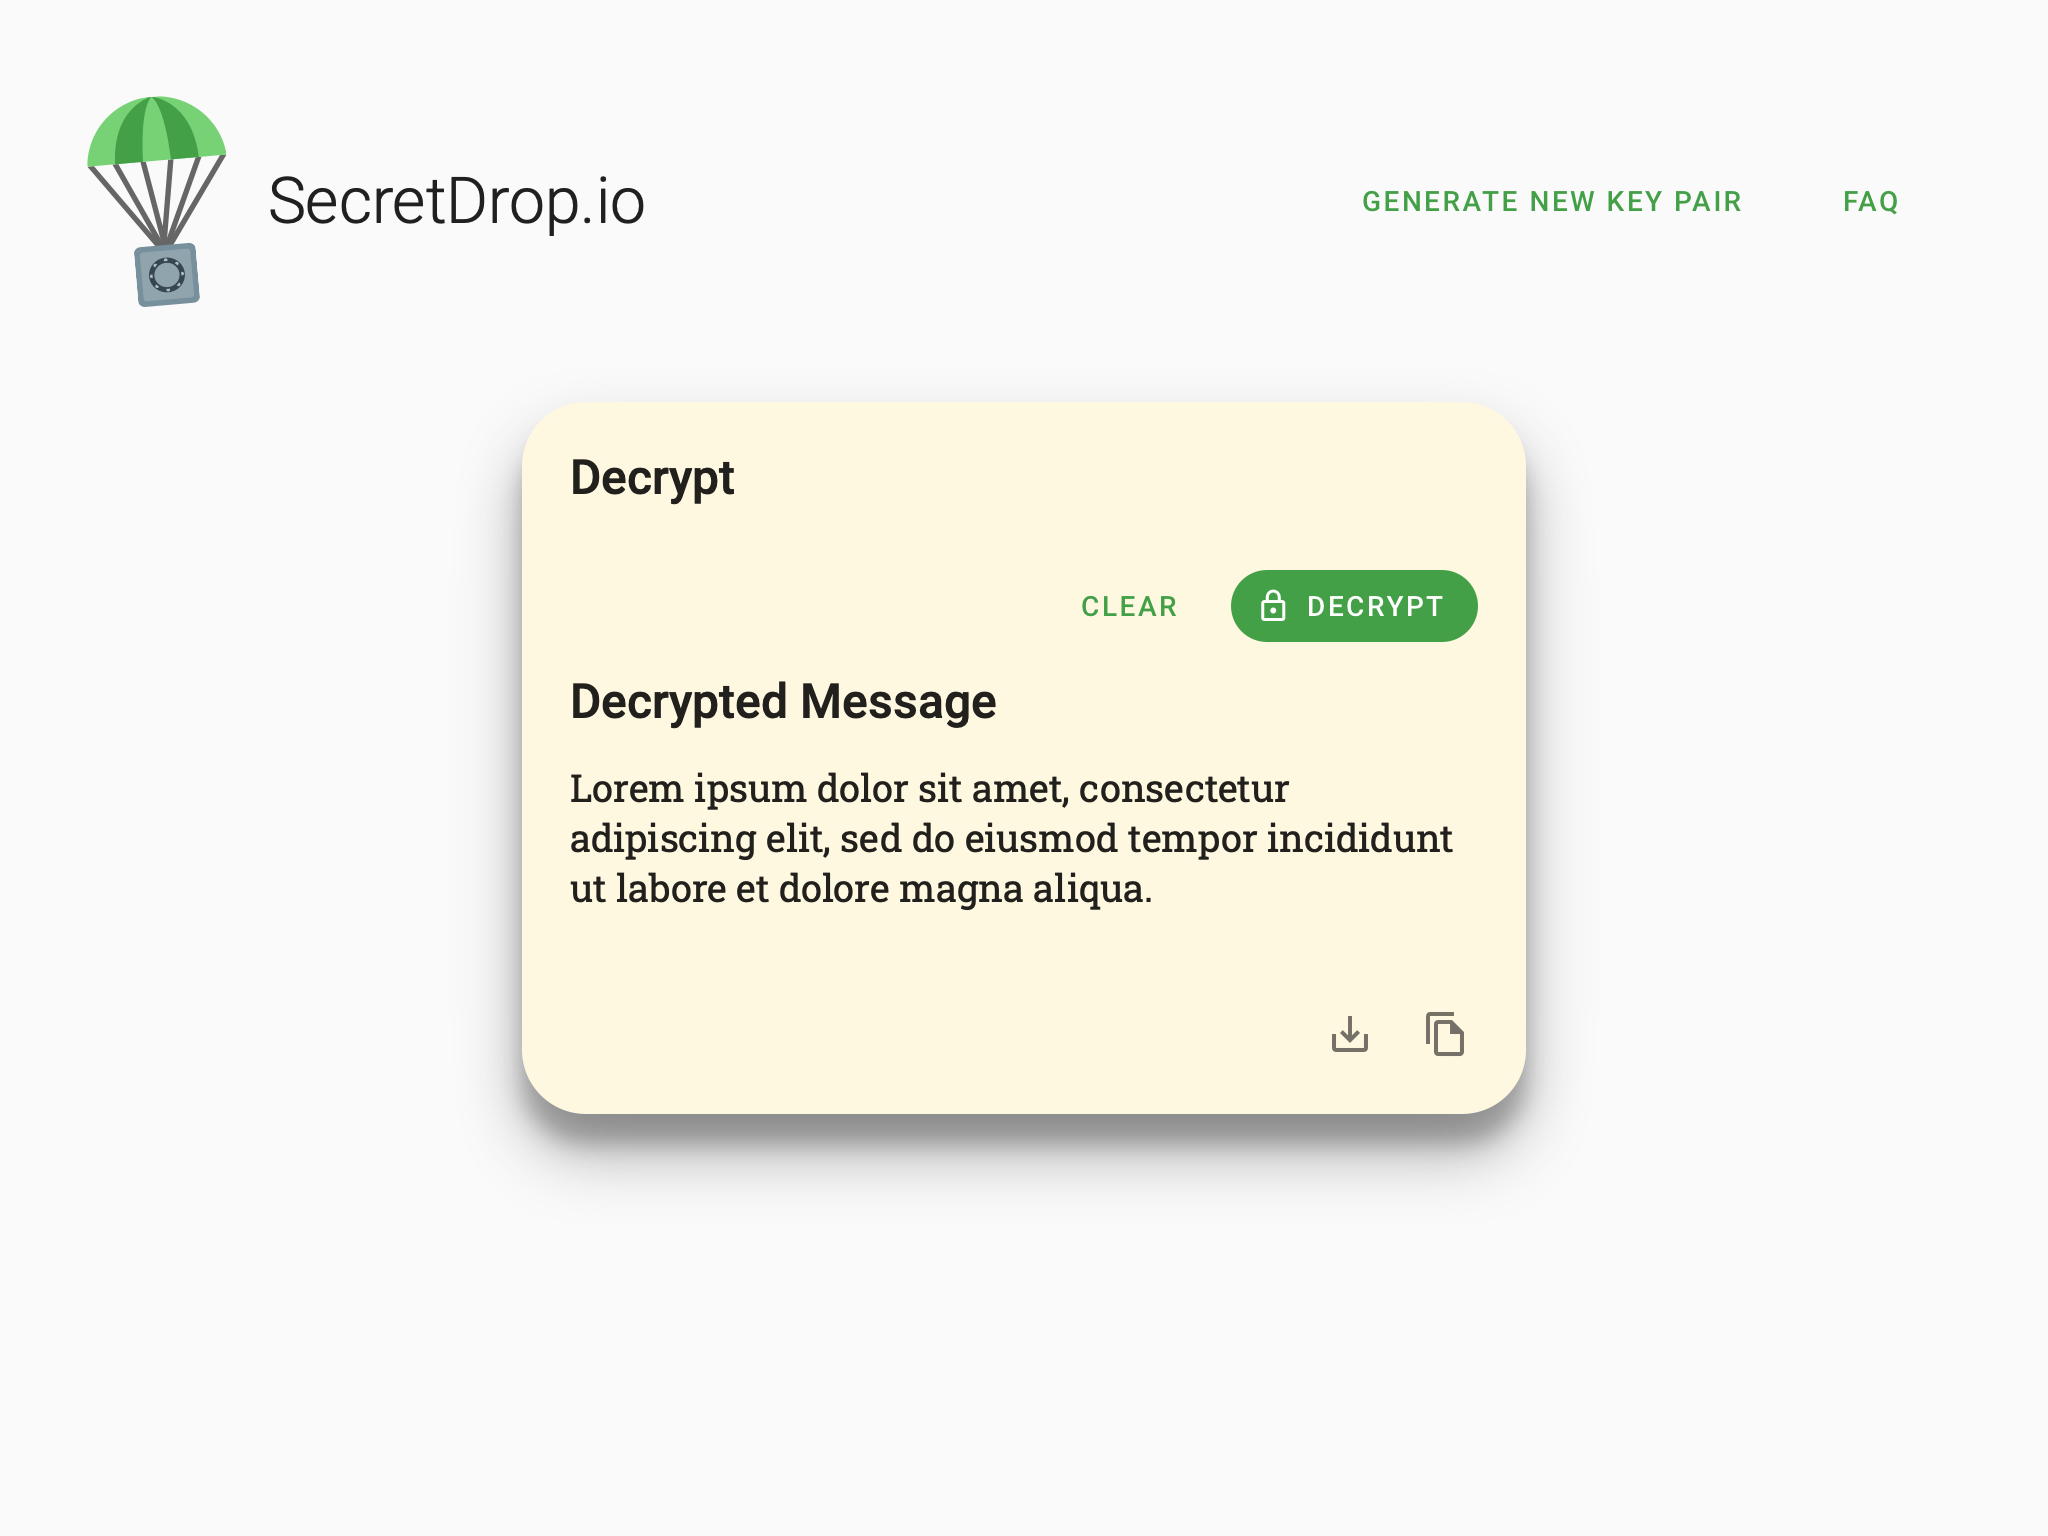 SecretDrop.io
GENERATE NEW KEY PAIR
FAQ
Decrypt
CLEAR
DECRYPT
Decrypted Message
Lorem ipsum dolor sit amet, consectetur
adipiscing elit, sed do eiusmod tempor incididunt
ut labore et dolore magna aliqua.